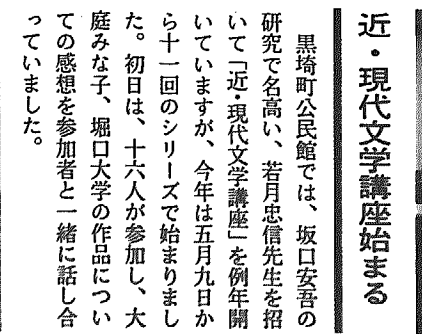 近・現代文学講座始まる
黒埼町公民館では、坂口安吾の
研究で名高い、若月忠信先生を招
いて「近・現代文学講座」を例年開
いていますが、今年は五月九日か
ら十一回のシリーズで始まりまし
た。初日は、十六人が参加し、大
庭みな子、堀口大学の作品につい
ての感想を参加者と一緒に話し合
っていました。